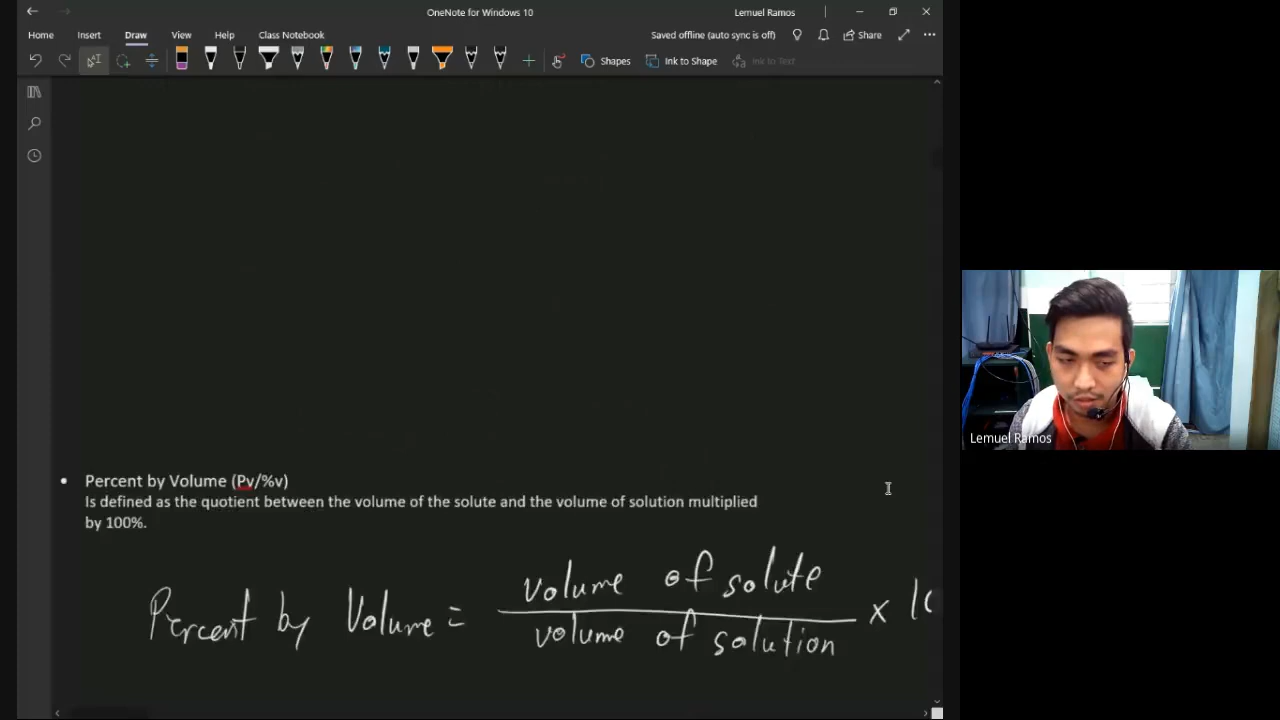 OneNote for Windows 10
Lemuel Ramos
Home Insert Draw View Help Class Notebook
Saved offline (auto sync is off) Share
Shapes Ink to Shape Ink to Text
Percent by Volume (Pv/%v)
Is defined as the quotient between the volume of the solute and the volume of solution multiplied
by 100%.
volume of solute
Percent by Volume = × 1
volume of solution
Lemuel Ramos